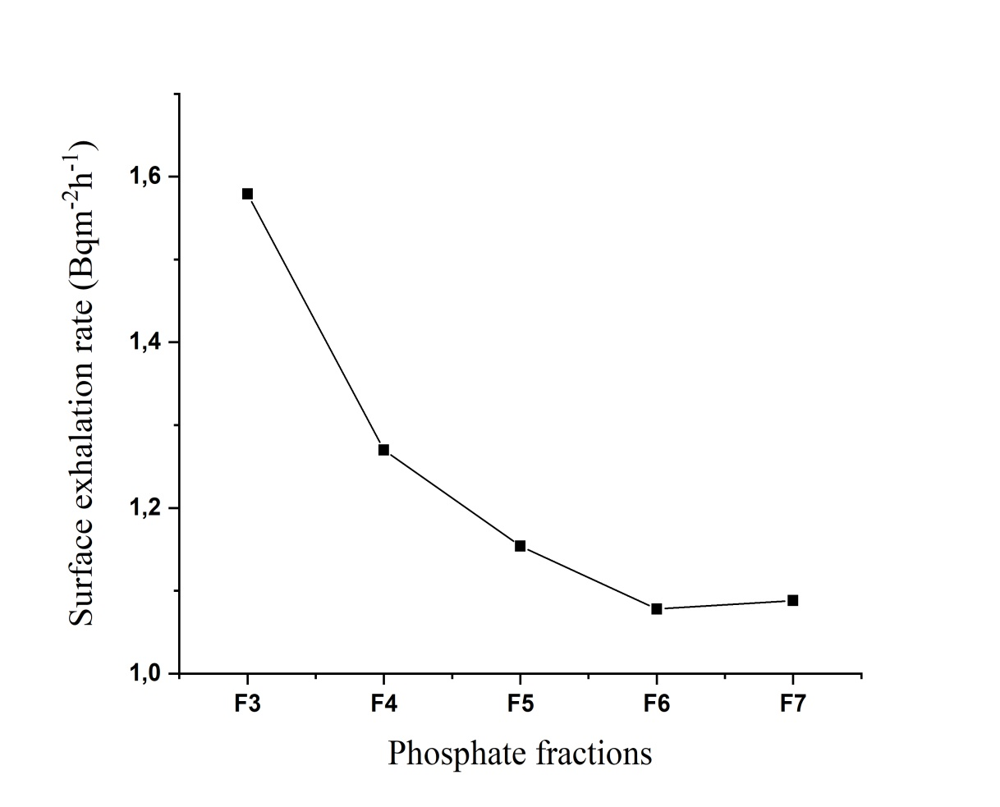 Surface exhalation rate (Bqm⁻²h⁻¹)
1,6
1,4
1,2
1,0
F3 F4 F5 F6 F7
Phosphate fractions